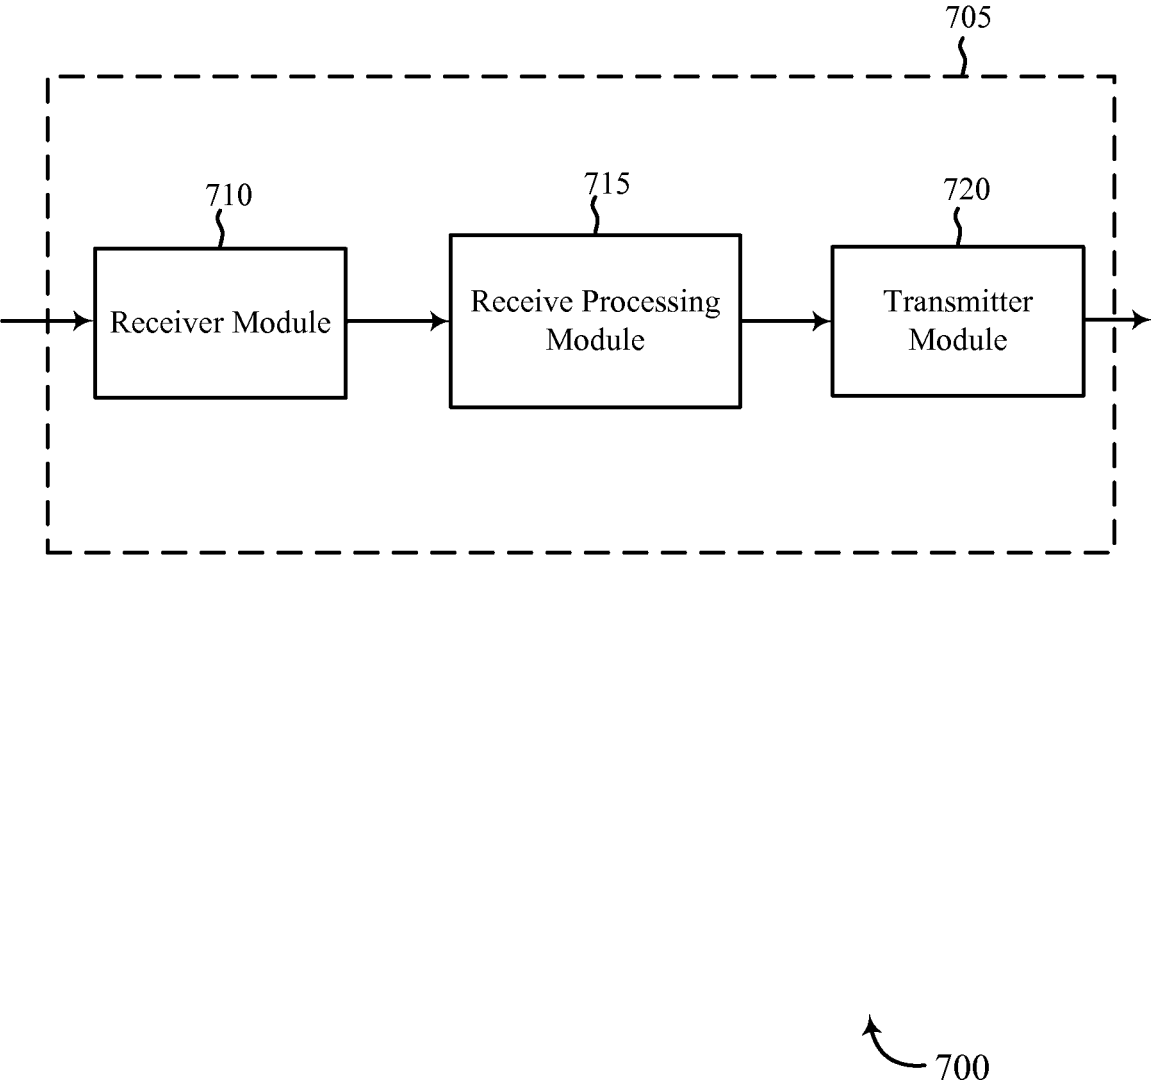 705
710
715
720
Receiver Module
Receive Processing
Module
Transmitter
Module
700